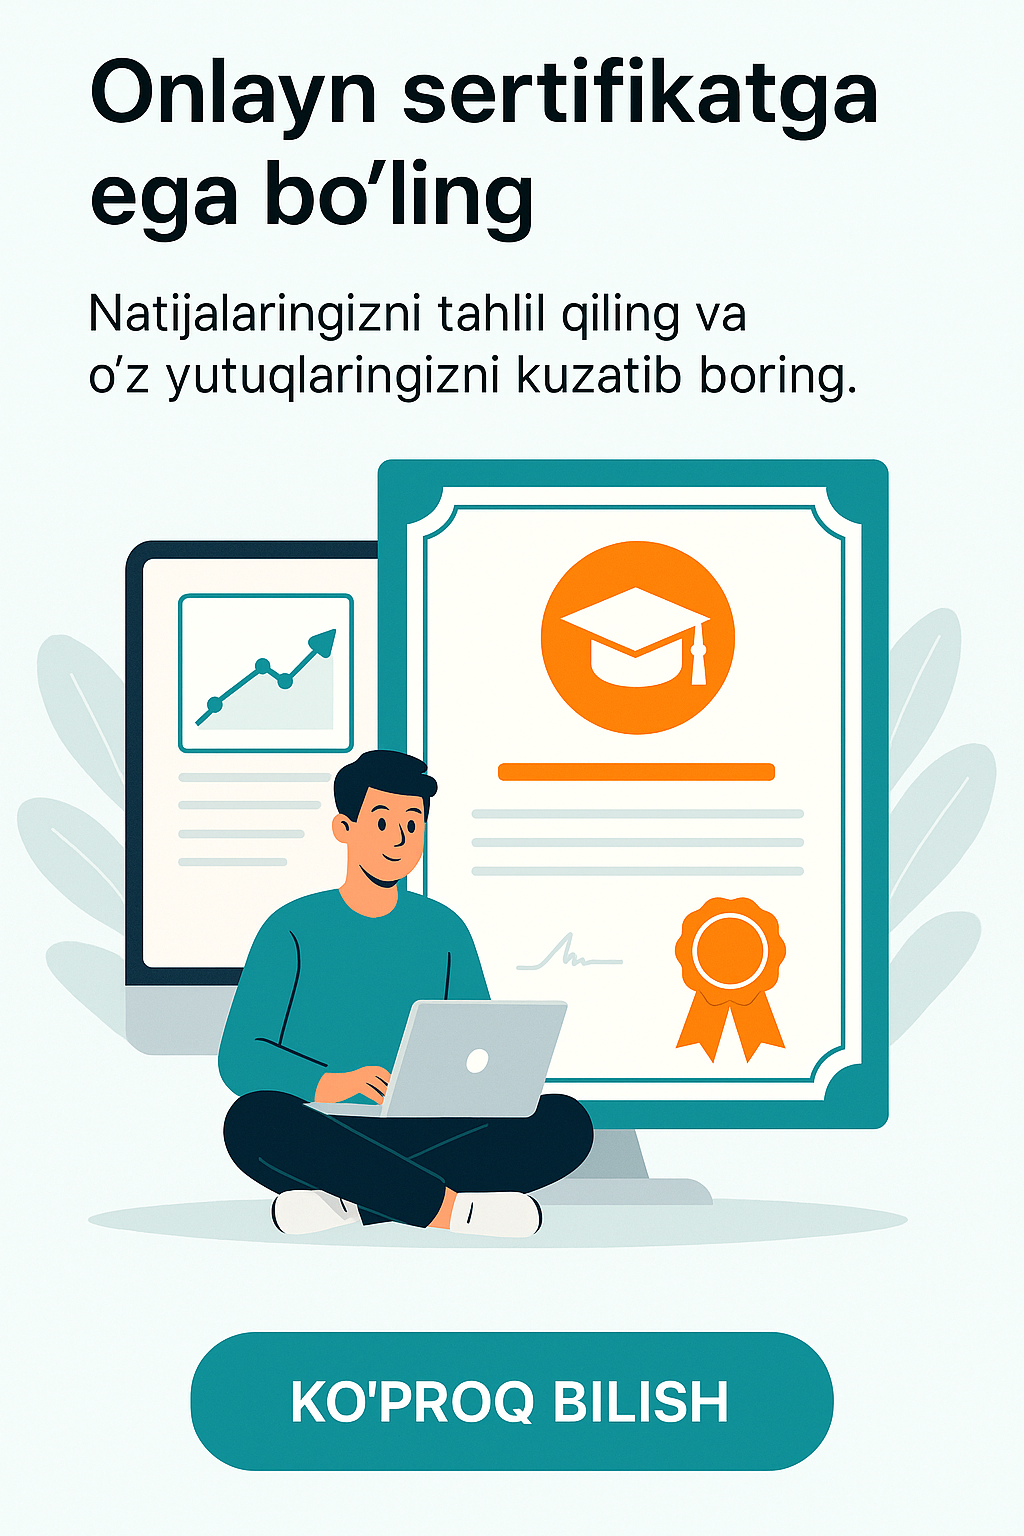 Onlayn sertifikatga
ega bo’ling
Natijalaringizni tahlil qiling va
o’z yutuqlaringizni kuzatib boring.
KO'PROQ BILISH